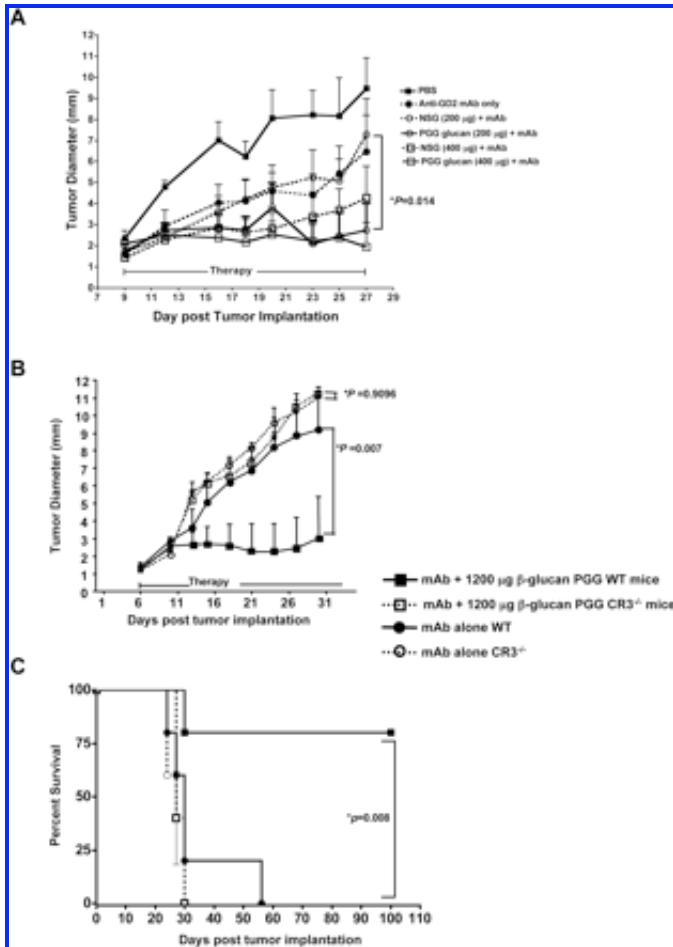 A
12
11
10
9
8
7
6
5
4
3
2
1
0
Tumor Diameter (mm)
PBS
Anti-GD2 mAb only
NSG (200 µg) + mAb
PGG glucan (200 µg) + mAb
NSG (400 µg) + mAb
PGG glucan (400 µg) + mAb
*P=0.014
Therapy
7 9 11 13 15 17 19 21 23 25 27 29
Day post Tumor Implantation
B
12
11
10
9
8
7
6
5
4
3
2
1
0
Tumor Diameter (mm)
*P =0.9096
*P =0.007
Therapy
1 6 11 16 21 26 31
Days post tumor implantation
mAb + 1200 µg β-glucan PGG WT mice
mAb + 1200 µg β-glucan PGG CR3-/- mice
mAb alone WT
mAb alone CR3-/-
C
100
75
50
25
0
Percent Survival
*p=0.008
0 10 20 30 40 50 60 70 80 90 100 110
Days post tumor implantation